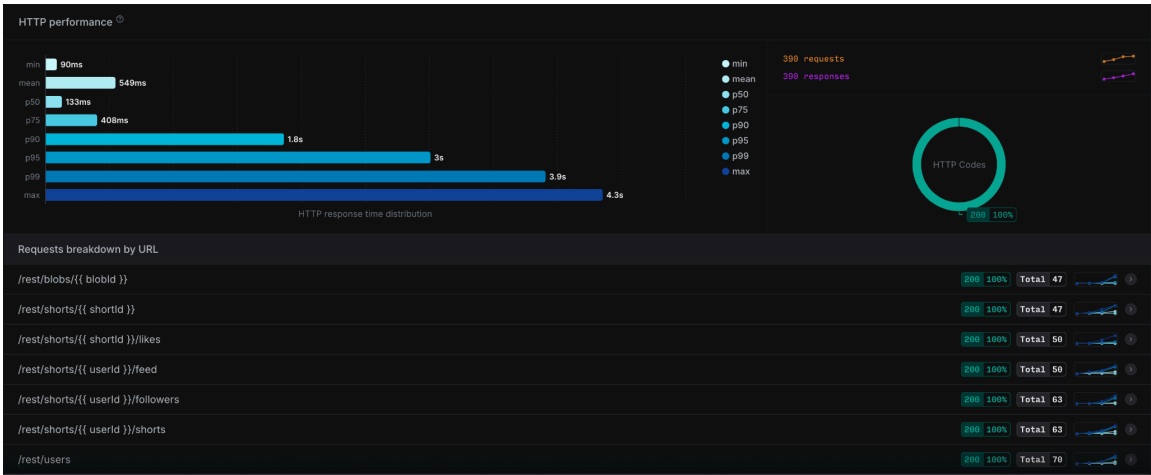 HTTP performance ?
min 90ms
mean 549ms
p50 133ms
p75 408ms
p90 1.8s
p95 3s
p99 3.9s
max 4.3s
HTTP response time distribution
min
mean
p50
p75
p90
p95
p99
max
390 requests
390 responses
HTTP Codes
200 100%
Requests breakdown by URL
/rest/blobs/{{ blobId }} 200 100% Total 47
/rest/shorts/{{ shortId }} 200 100% Total 47
/rest/shorts/{{ shortId }}/likes 200 100% Total 50
/rest/shorts/{{ userId }}/feed 200 100% Total 50
/rest/shorts/{{ userId }}/followers 200 100% Total 63
/rest/shorts/{{ userId }}/shorts 200 100% Total 63
/rest/users 200 100% Total 70